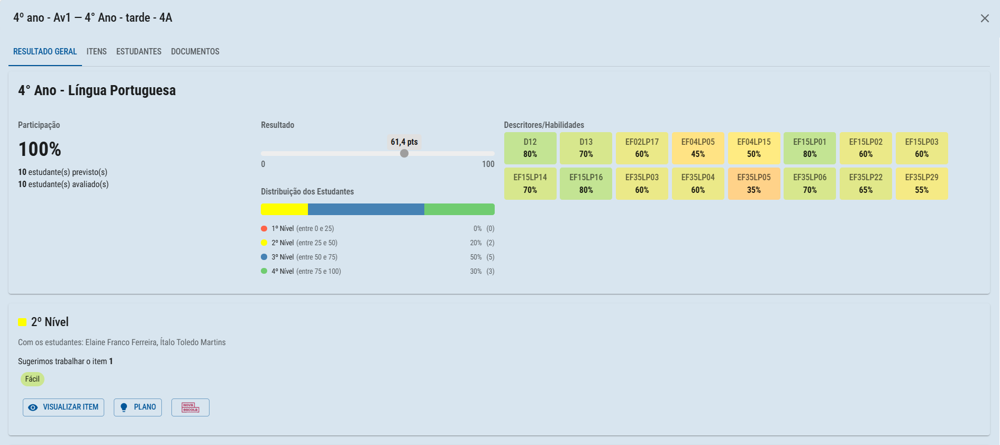 4º ano - Av1 — 4° Ano - tarde - 4A
RESULTADO GERAL ITENS ESTUDANTES DOCUMENTOS
4° Ano - Língua Portuguesa
Participação
100%
10 estudante(s) previsto(s)
10 estudante(s) avaliado(s)
Resultado
61,4 pts
0 100
Distribuição dos Estudantes
1º Nível (entre 0 e 25) 0% (0)
2º Nível (entre 25 e 50) 20% (2)
3º Nível (entre 50 e 75) 50% (5)
4º Nível (entre 75 e 100) 30% (3)
Descritores/Habilidades
D12 D13 EF02LP17 EF04LP05 EF04LP15 EF15LP01 EF15LP02 EF15LP03
80% 70% 60% 45% 50% 80% 60% 60%
EF15LP14 EF15LP16 EF35LP03 EF35LP04 EF35LP05 EF35LP06 EF35LP22 EF35LP29
70% 80% 60% 60% 35% 70% 65% 55%
2º Nível
Com os estudantes: Elaine Franco Ferreira, Ítalo Toledo Martins
Sugerimos trabalhar o item 1
Fácil
VISUALIZAR ITEM PLANO nova escola